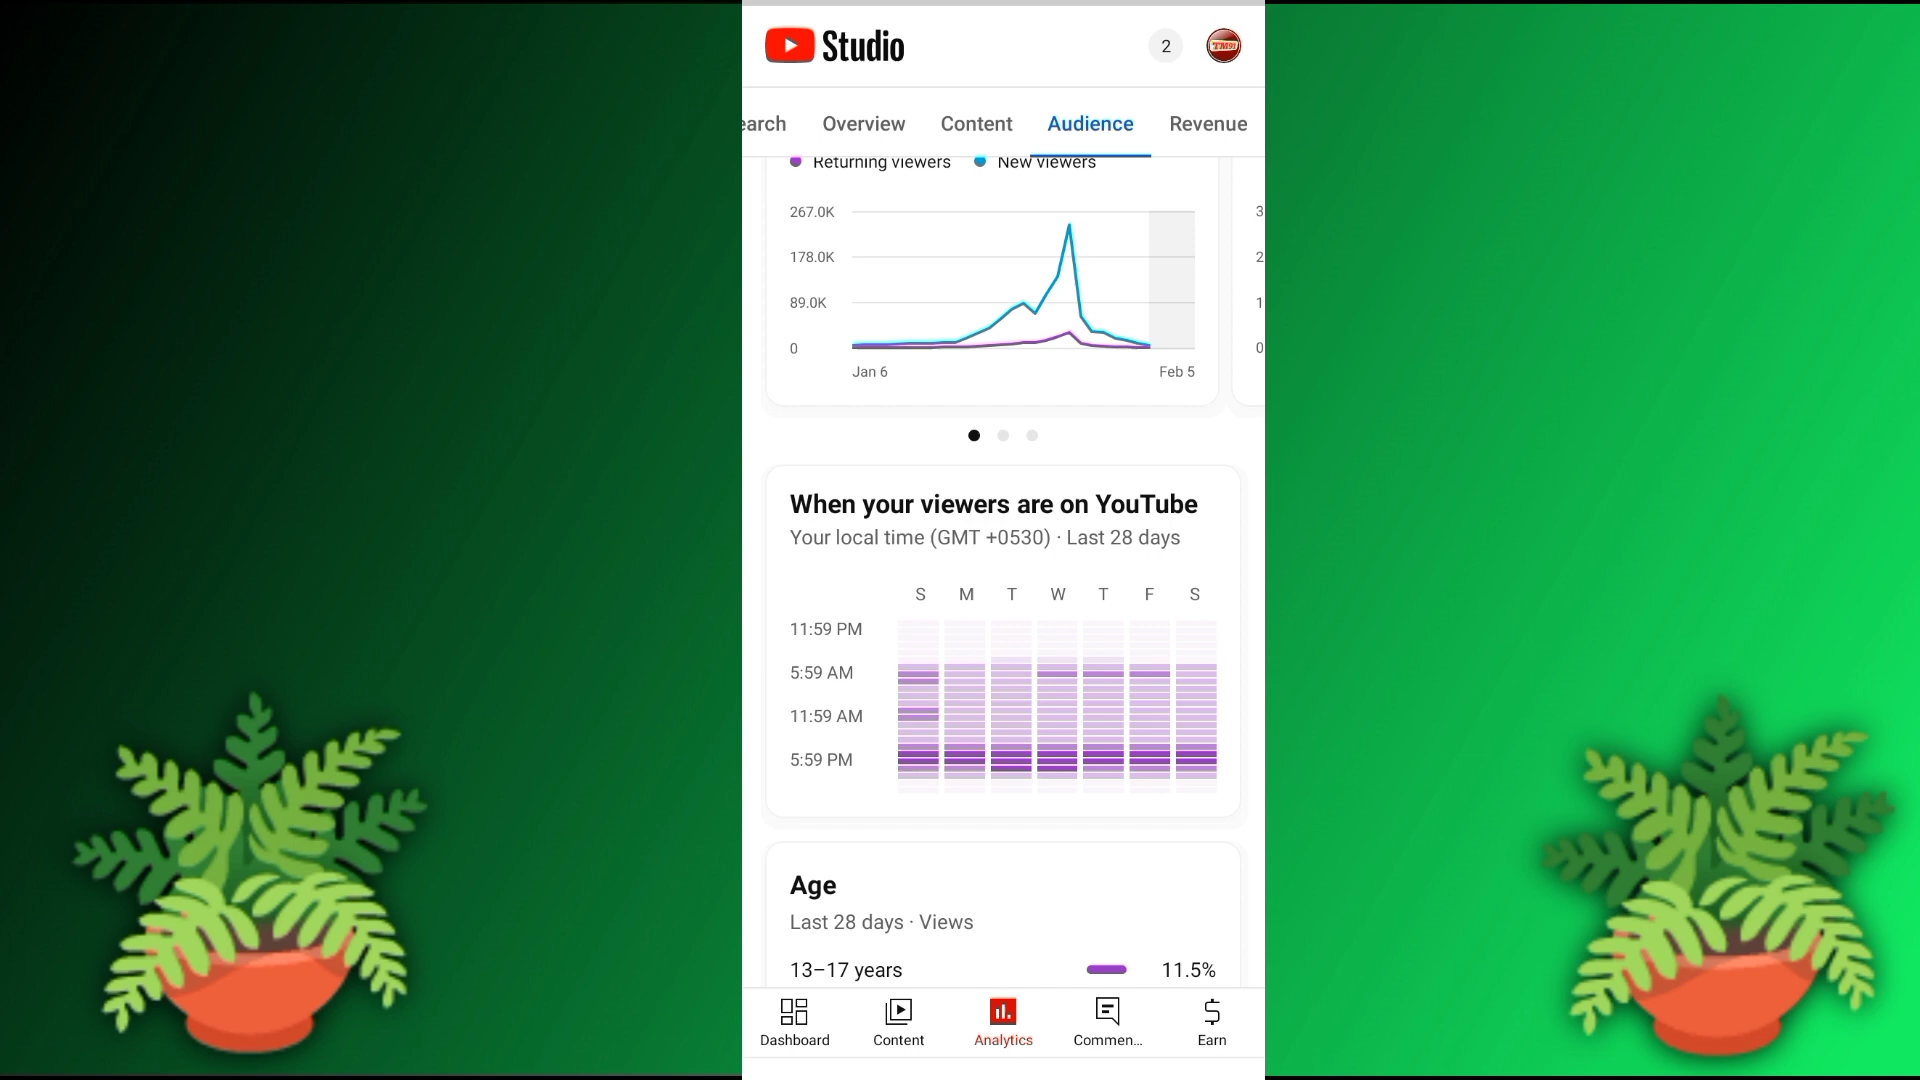 Studio
2
TM91
earch Overview Content Audience Revenue
Returning viewers New viewers
267.0K
178.0K
89.0K
0
Jan 6 Feb 5
3
2
1
0
When your viewers are on YouTube
Your local time (GMT +0530) · Last 28 days
S M T W T F S
11:59 PM
5:59 AM
11:59 AM
5:59 PM
Age
Last 28 days · Views
13–17 years 11.5%
Dashboard Content Analytics Commen... Earn